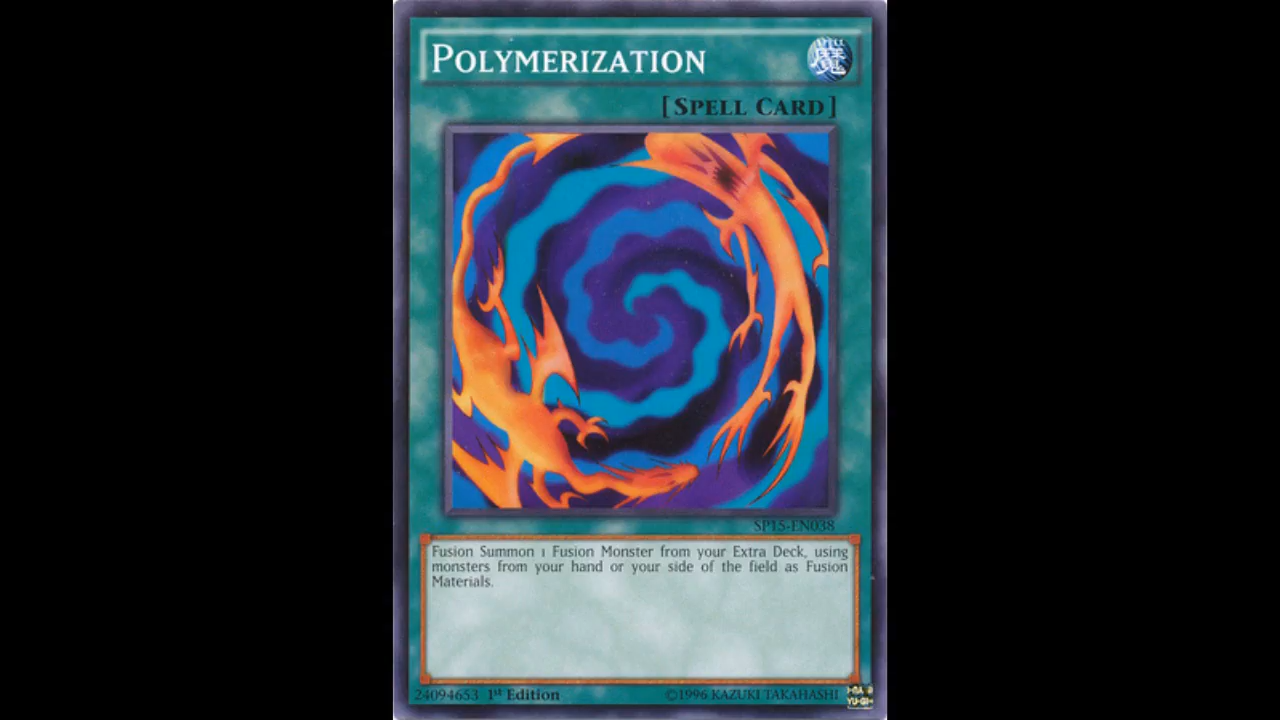 POLYMERIZATION
魔
[SPELL CARD]
SP15-EN038
Fusion Summon 1 Fusion Monster from your Extra Deck, using
monsters from your hand or your side of the field as Fusion
Materials.
24094653 1st Edition
©1996 KAZUKI TAKAHASHI